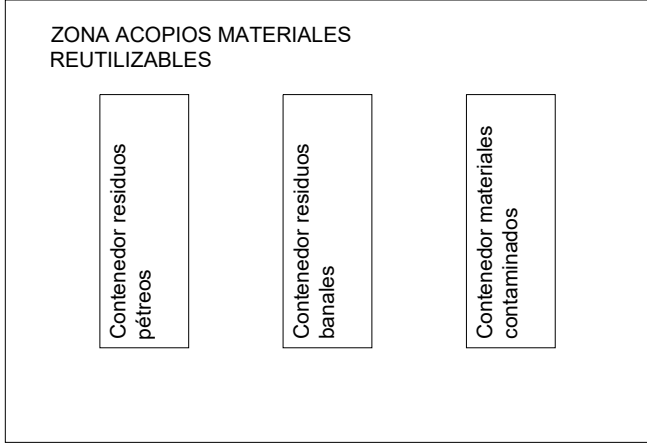 ZONA ACOPIOS MATERIALES
REUTILIZABLES
Contenedor residuos
pétreos
Contenedor residuos
banales
Contenedor materiales
contaminados